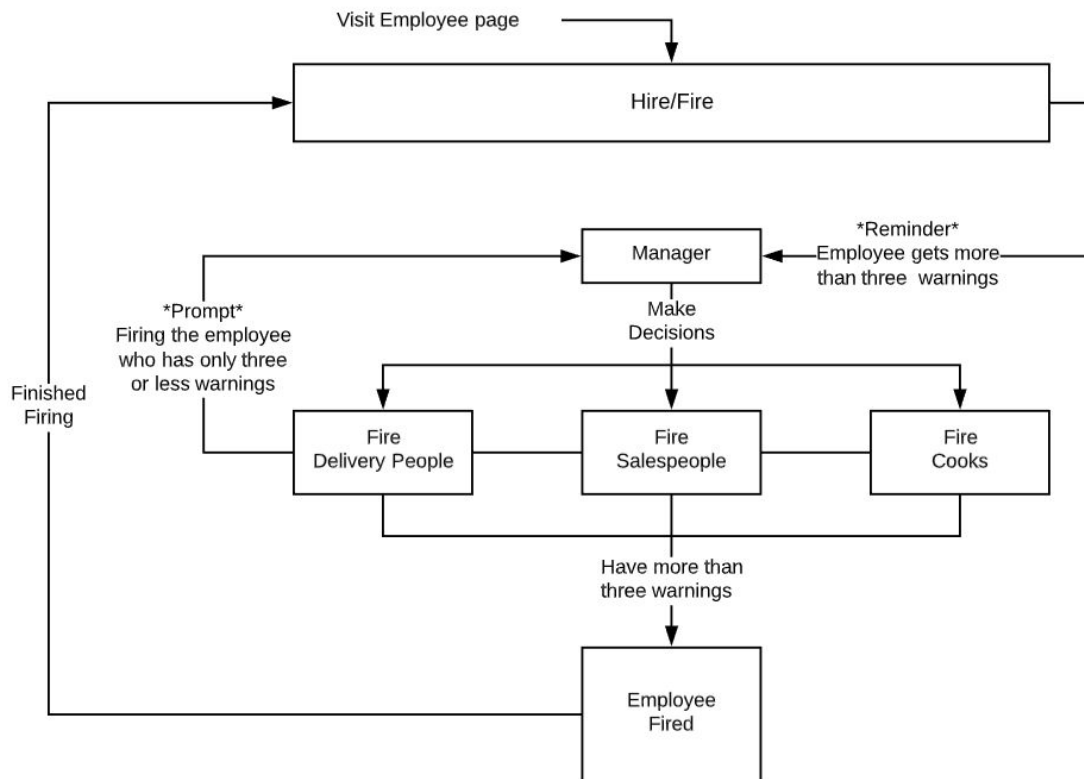 Visit Employee page
Hire/Fire
Manager
*Reminder*
Employee gets more
than three warnings
*Prompt*
Firing the employee
who has only three
or less warnings
Make
Decisions
Finished
Firing
Fire
Delivery People
Fire
Salespeople
Fire
Cooks
Have more than
three warnings
Employee
Fired